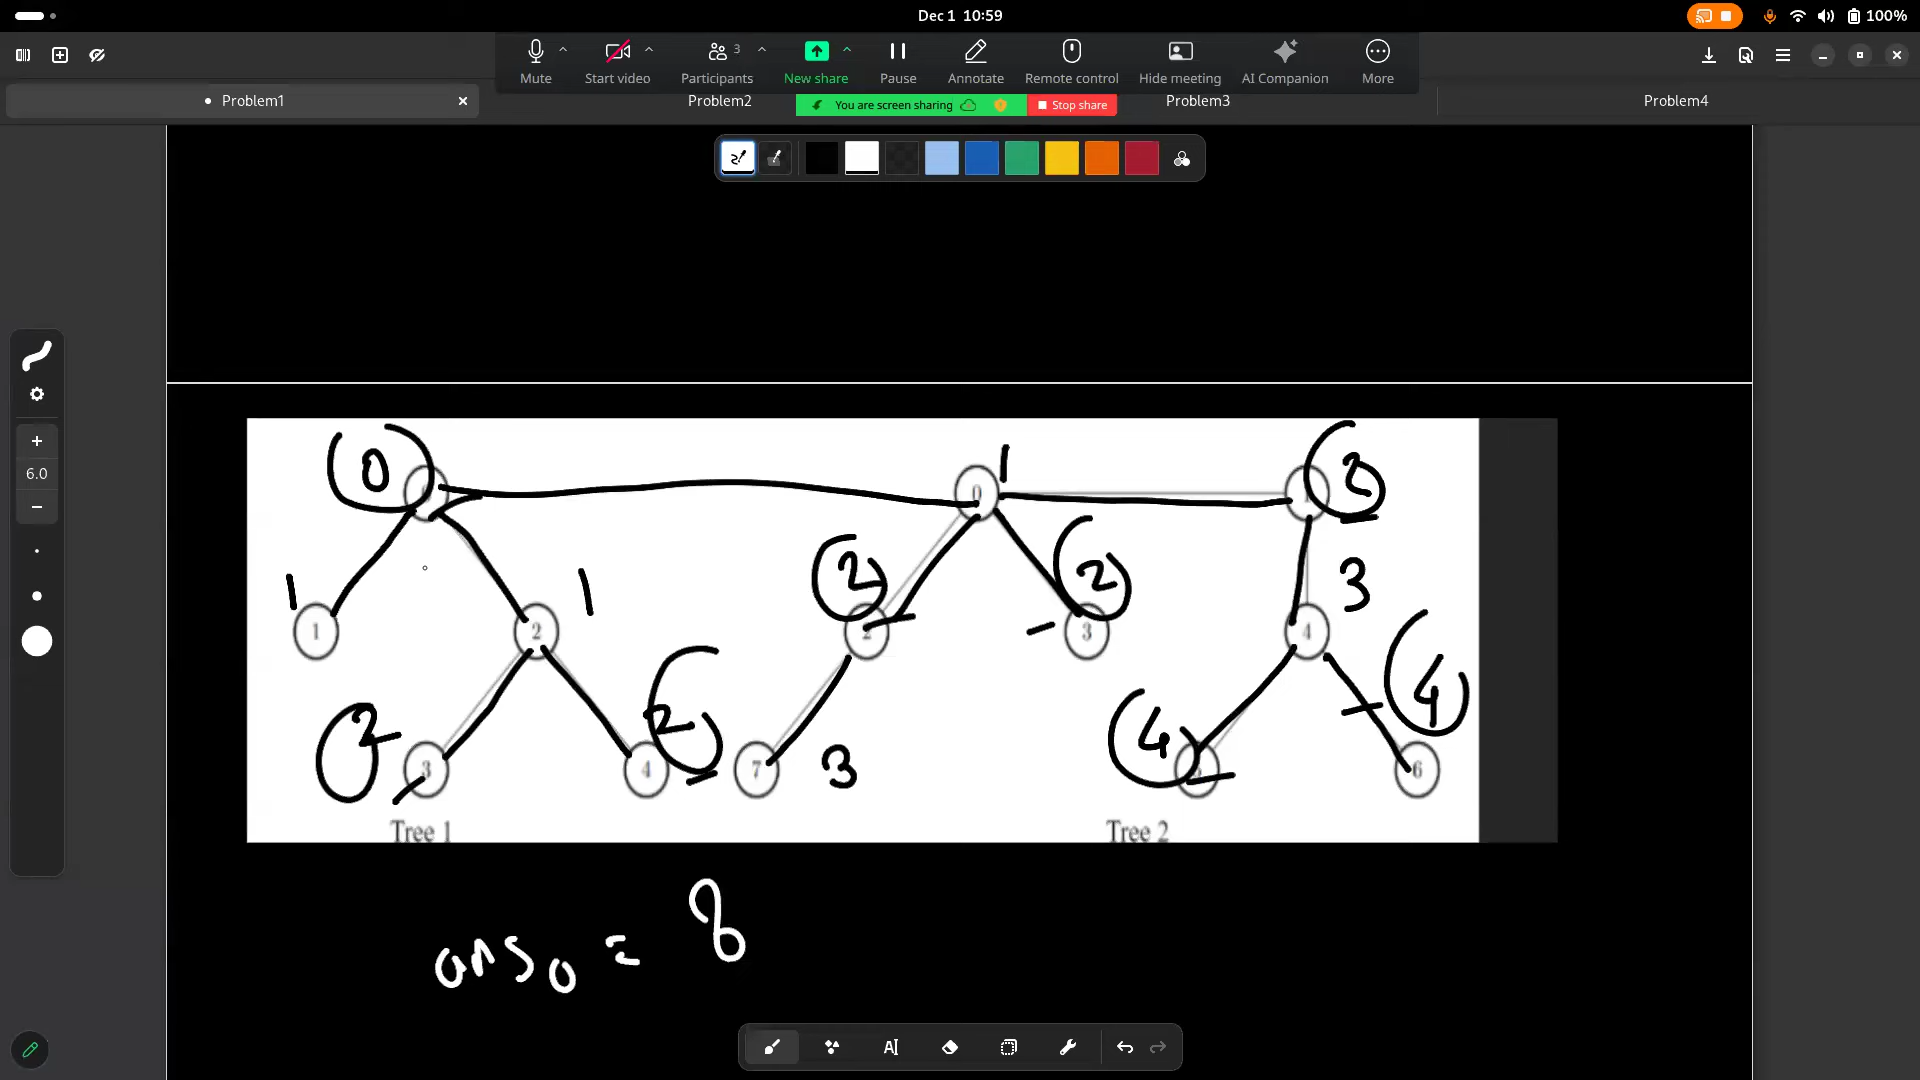 Dec 1 10:59
100%
Mute
Start video
Participants
3
New share
Pause
Annotate
Remote control
Hide meeting
AI Companion
More
Problem1
Problem2
You are screen sharing
Stop share
Problem3
Problem4
6.0
0
0
1
1
1
1
2
2
2
3
2
2
3
4
3
2
3
2
4
7
3
4
5
4
6
Tree 1
Tree 2
ans0 = 8
AI